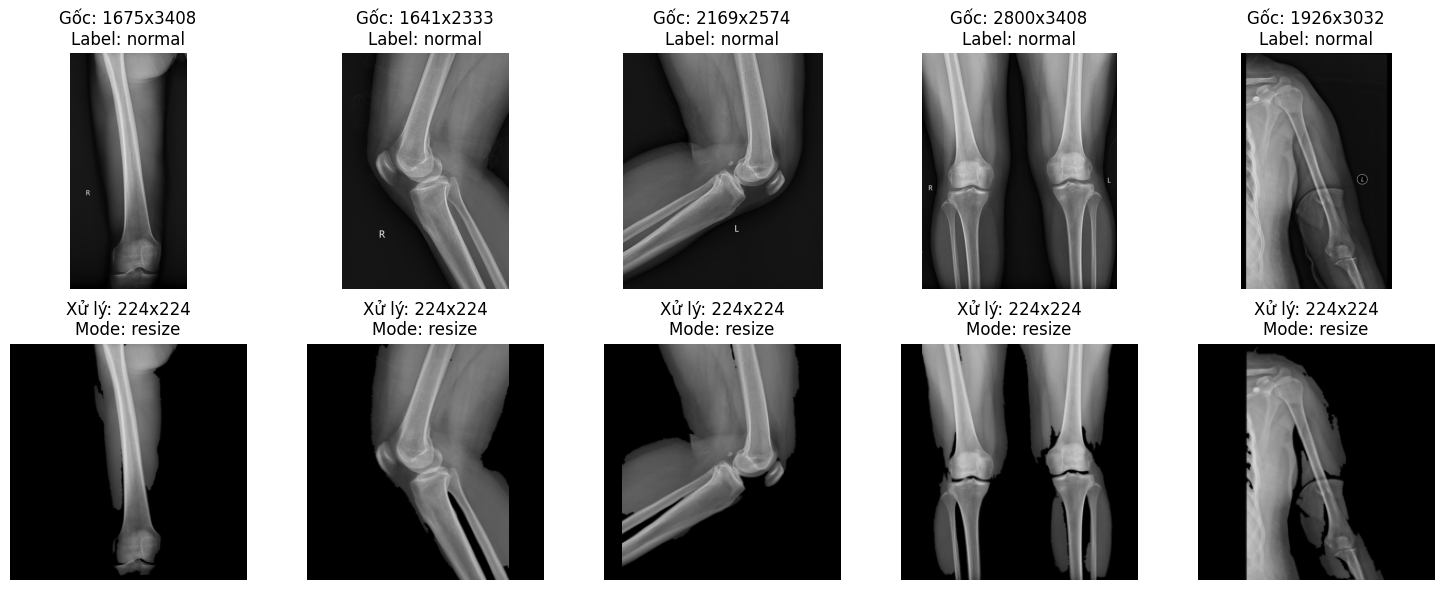 Gốc: 1675x3408
Label: normal
Gốc: 1641x2333
Label: normal
Gốc: 2169x2574
Label: normal
Gốc: 2800x3408
Label: normal
Gốc: 1926x3032
Label: normal
R
R
L
R
L
L
Xử lý: 224x224
Mode: resize
Xử lý: 224x224
Mode: resize
Xử lý: 224x224
Mode: resize
Xử lý: 224x224
Mode: resize
Xử lý: 224x224
Mode: resize